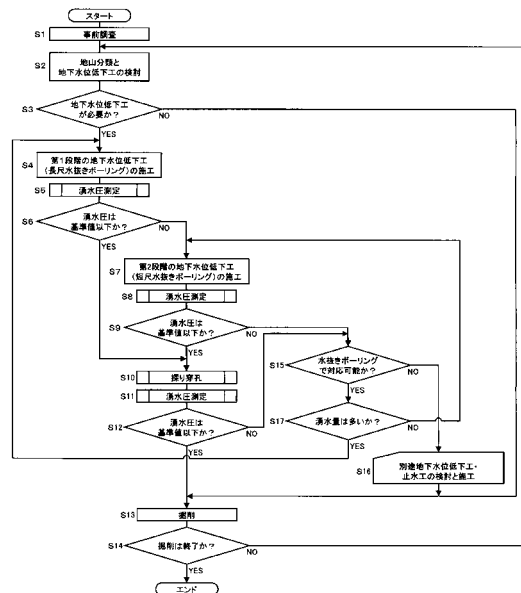 スタート
S1
事前調査
S2
地山分類と
地下水位低下工の検討
S3
地下水位低下工
が必要か？
NO
YES
S4
第1段階の地下水位低下工
(長尺水抜きボーリング)の施工
S5
湧水圧測定
S6
湧水圧は
基準値以下か？
NO
YES
S7
第2段階の地下水位低下工
(短尺水抜きボーリング)の施工
S8
湧水圧測定
S9
湧水圧は
基準値以下か？
NO
YES
S15
水抜きボーリング
で対応可能か？
NO
YES
S10
探り穿孔
S11
湧水圧測定
S12
湧水圧は
基準値以下か？
NO
YES
S17
湧水量は多いか？
NO
YES
S16
別途地下水位低下工・
止水工の検討と施工
S13
掘削
S14
掘削は終了か？
NO
YES
エンド